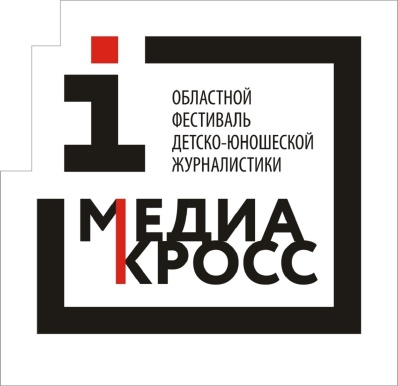 i
ОБЛАСТНОЙ
ФЕСТИВАЛЬ
ДЕТСКО-ЮНОШЕСКОЙ
ЖУРНАЛИСТИКИ
МЕДИА
КРОСС